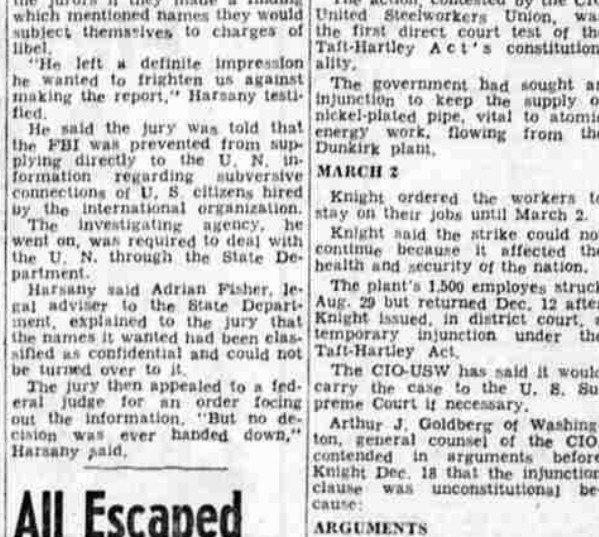 the jurors if they made a finding
which mentioned names they would
subject themselves to charges of
libel.
"He left a definite impression
he wanted to frighten us against
making the report," Harsany testi-
fied.
He said the jury was told that
the FBI was prevented from sup-
plying directly to the U. N. in-
formation regarding subversive
connections of U. S. citizens hired
by the international organization.
The investigating agency, he
went on, was required to deal with
the U. N. through the State De-
partment.
Harsany said Adrian Fisher, le-
gal adviser to the State Depart-
ment, explained to the jury that
the names it wanted had been clas-
sified as confidential and could not
be turned over to it.
The jury then appealed to a fed-
eral judge for an order focing
out the information. "But no de-
cision was ever handed down,"
Harsany said.
All Escaped
The action, contested by the CIO
United Steelworkers Union, was
the first direct court test of the
Taft-Hartley Act's constitution-
ality.
The government had sought an
injunction to keep the supply of
nickel-plated pipe, vital to atomic
energy work, flowing from the
Dunkirk plant.
MARCH 2
Knight ordered the workers to
stay on their jobs until March 2.
Knight said the strike could not
continue because it affected the
health and security of the nation.
The plant's 1,500 employes struck
Aug. 29 but returned Dec. 12 after
Knight issued, in district court, a
temporary injunction under the
Taft-Hartley Act.
The CIO-USW has said it would
carry the case to the U. S. Su-
preme Court if necessary.
Arthur J. Goldberg of Washing-
ton, general counsel of the CIO,
contended in arguments before
Knight Dec. 18 that the injunction
clause was unconstitutional be-
cause:
ARGUMENTS